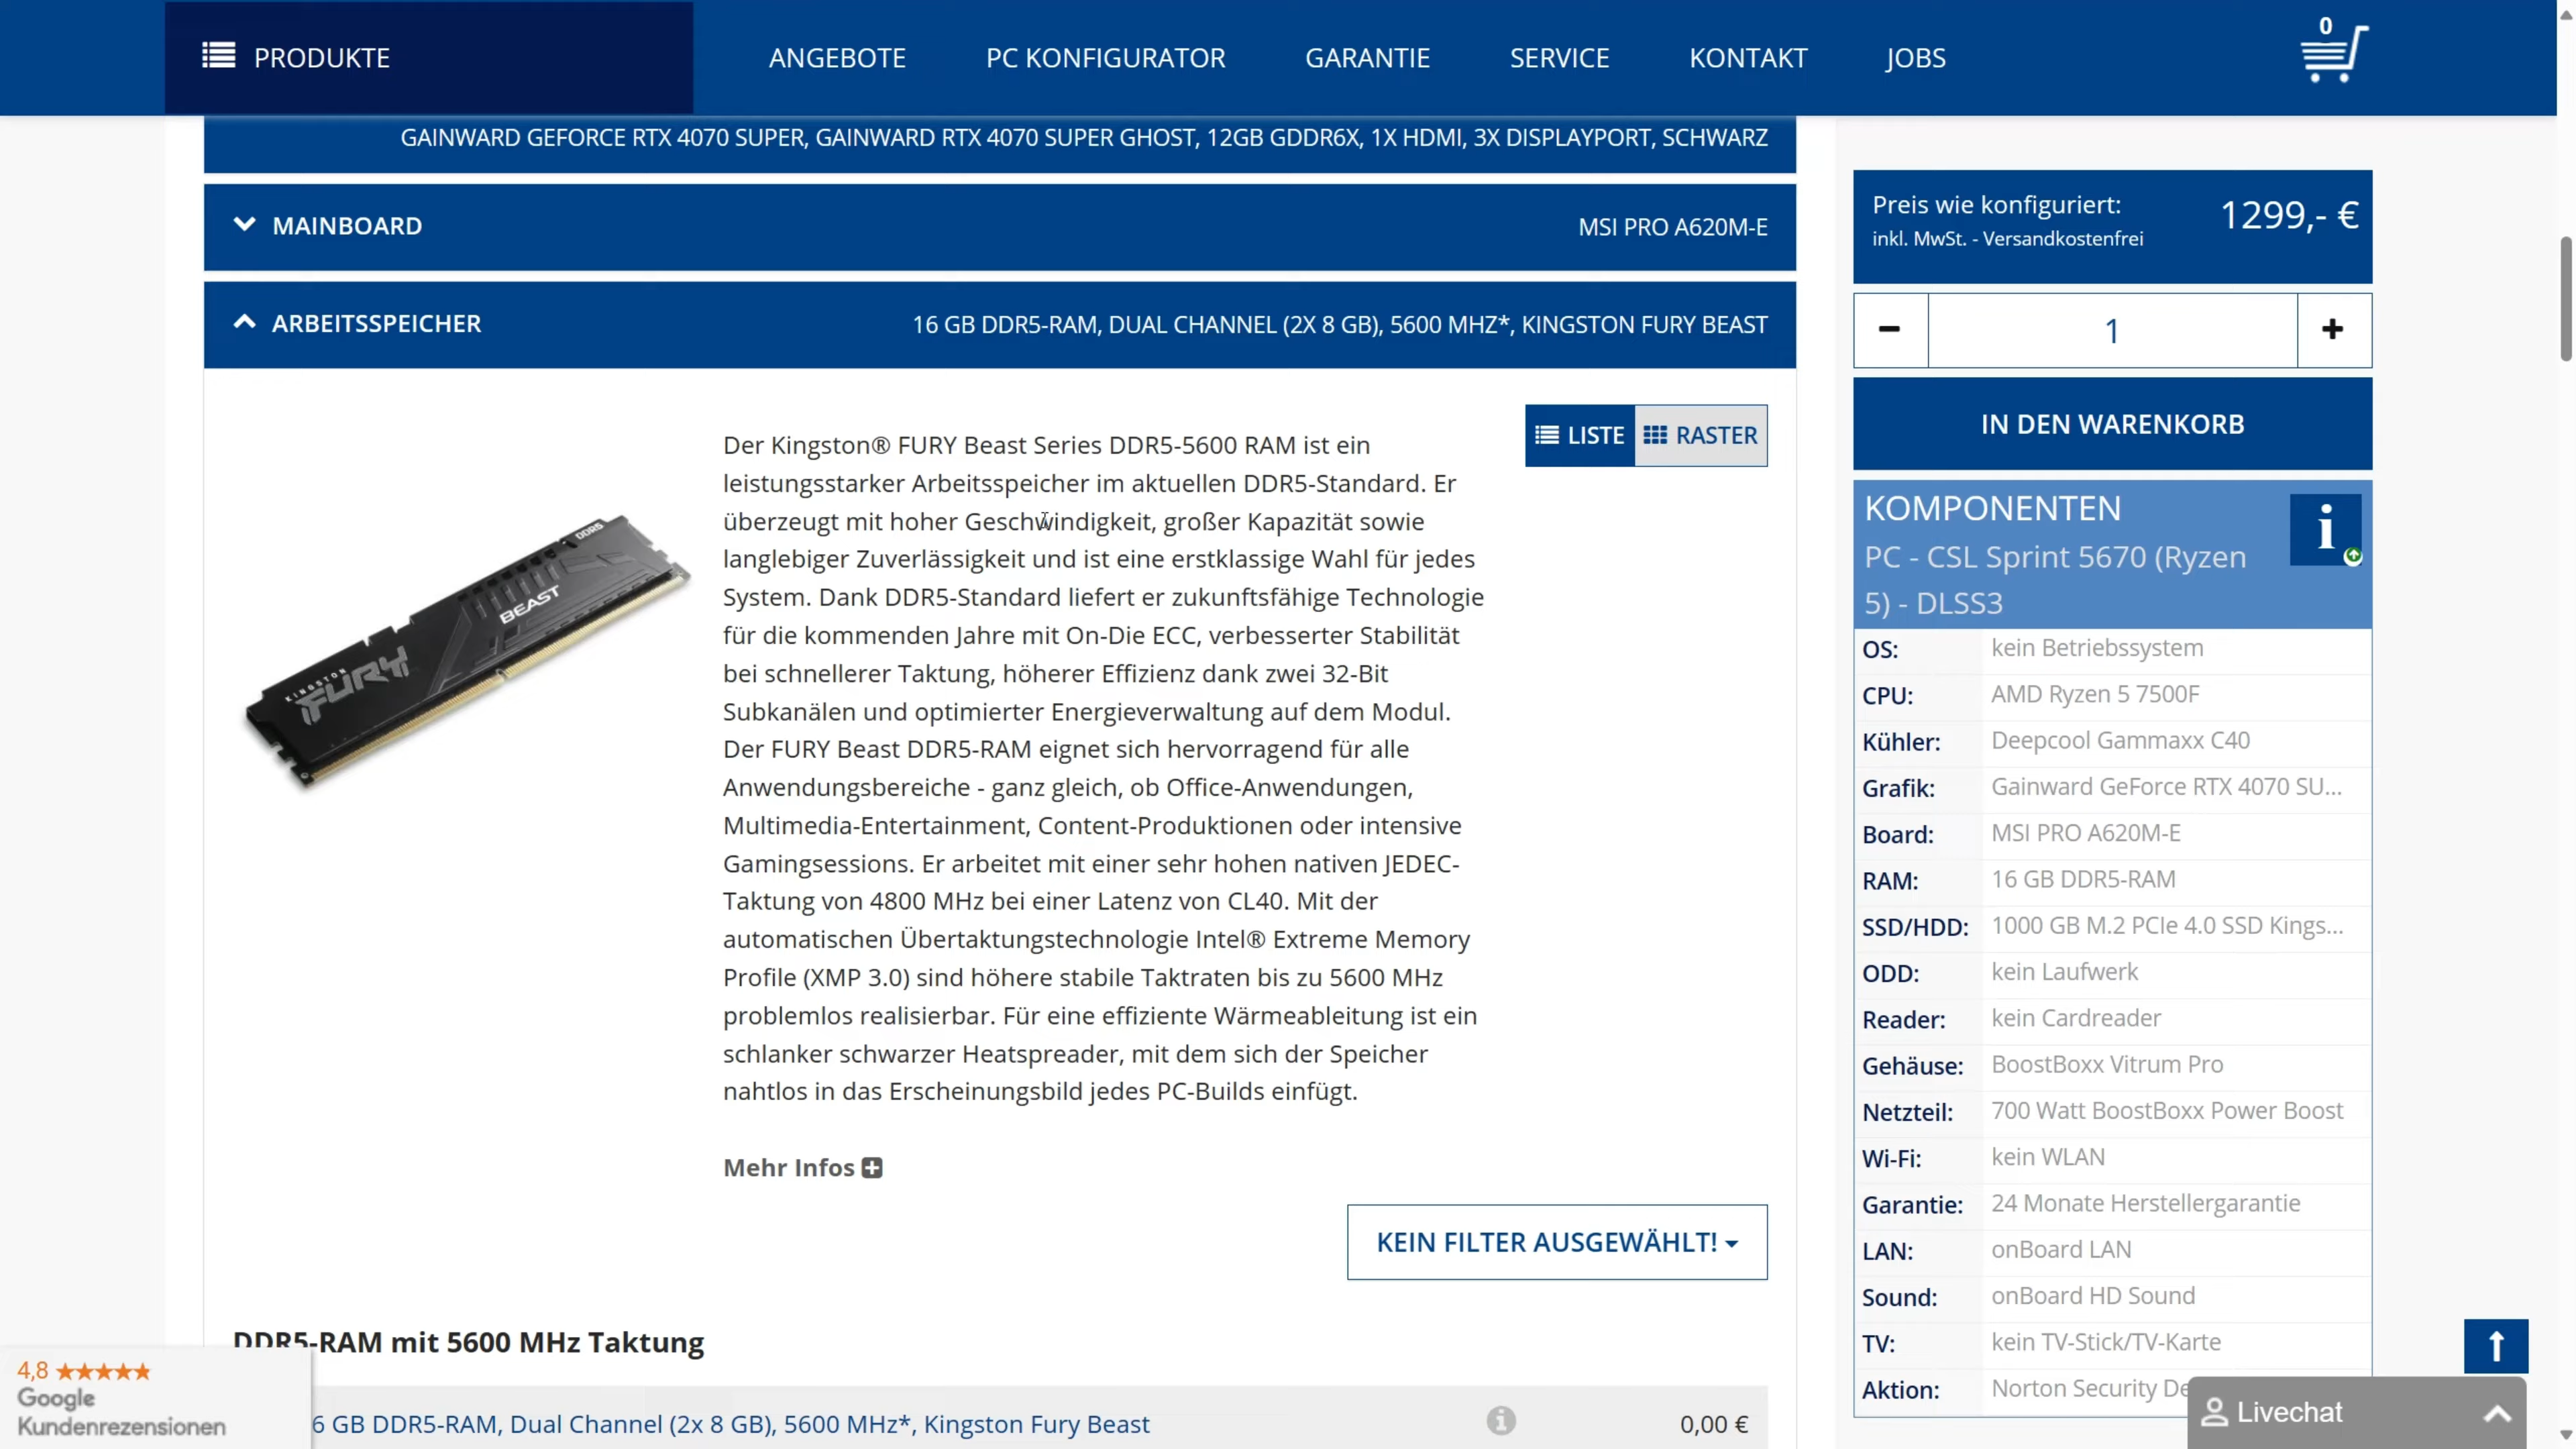 PRODUKTE
ANGEBOTE
PC KONFIGURATOR
GARANTIE
SERVICE
KONTAKT
JOBS
0
GAINWARD GEFORCE RTX 4070 SUPER, GAINWARD RTX 4070 SUPER GHOST, 12GB GDDR6X, 1X HDMI, 3X DISPLAYPORT, SCHWARZ
MAINBOARD
MSI PRO A620M-E
ARBEITSSPEICHER
16 GB DDR5-RAM, DUAL CHANNEL (2X 8 GB), 5600 MHZ*, KINGSTON FURY BEAST
LISTE
RASTER
DDR5
BEAST
KINGSTON
FURY
Der Kingston® FURY Beast Series DDR5-5600 RAM ist ein
leistungsstarker Arbeitsspeicher im aktuellen DDR5-Standard. Er
überzeugt mit hoher Geschwindigkeit, großer Kapazität sowie
langlebiger Zuverlässigkeit und ist eine erstklassige Wahl für jedes
System. Dank DDR5-Standard liefert er zukunftsfähige Technologie
für die kommenden Jahre mit On-Die ECC, verbesserter Stabilität
bei schnellerer Taktung, höherer Effizienz dank zwei 32-Bit
Subkanälen und optimierter Energieverwaltung auf dem Modul.
Der FURY Beast DDR5-RAM eignet sich hervorragend für alle
Anwendungsbereiche - ganz gleich, ob Office-Anwendungen,
Multimedia-Entertainment, Content-Produktionen oder intensive
Gamingsessions. Er arbeitet mit einer sehr hohen nativen JEDEC-
Taktung von 4800 MHz bei einer Latenz von CL40. Mit der
automatischen Übertaktungstechnologie Intel® Extreme Memory
Profile (XMP 3.0) sind höhere stabile Taktraten bis zu 5600 MHz
problemlos realisierbar. Für eine effiziente Wärmeableitung ist ein
schlanker schwarzer Heatspreader, mit dem sich der Speicher
nahtlos in das Erscheinungsbild jedes PC-Builds einfügt.
Mehr Infos
KEIN FILTER AUSGEWÄHLT!
DDR5-RAM mit 5600 MHz Taktung
6 GB DDR5-RAM, Dual Channel (2x 8 GB), 5600 MHz*, Kingston Fury Beast
0,00 €
4,8
Google
Kundenrezensionen
Preis wie konfiguriert:
1299,- €
inkl. MwSt. - Versandkostenfrei
1
IN DEN WARENKORB
KOMPONENTEN
PC - CSL Sprint 5670 (Ryzen
5) - DLSS3
OS: kein Betriebssystem
CPU: AMD Ryzen 5 7500F
Kühler: Deepcool Gammaxx C40
Grafik: Gainward GeForce RTX 4070 SU...
Board: MSI PRO A620M-E
RAM: 16 GB DDR5-RAM
SSD/HDD: 1000 GB M.2 PCIe 4.0 SSD Kings...
ODD: kein Laufwerk
Reader: kein Cardreader
Gehäuse: BoostBoxx Vitrum Pro
Netzteil: 700 Watt BoostBoxx Power Boost
Wi-Fi: kein WLAN
Garantie: 24 Monate Herstellergarantie
LAN: onBoard LAN
Sound: onBoard HD Sound
TV: kein TV-Stick/TV-Karte
Aktion: Norton Security De
Livechat